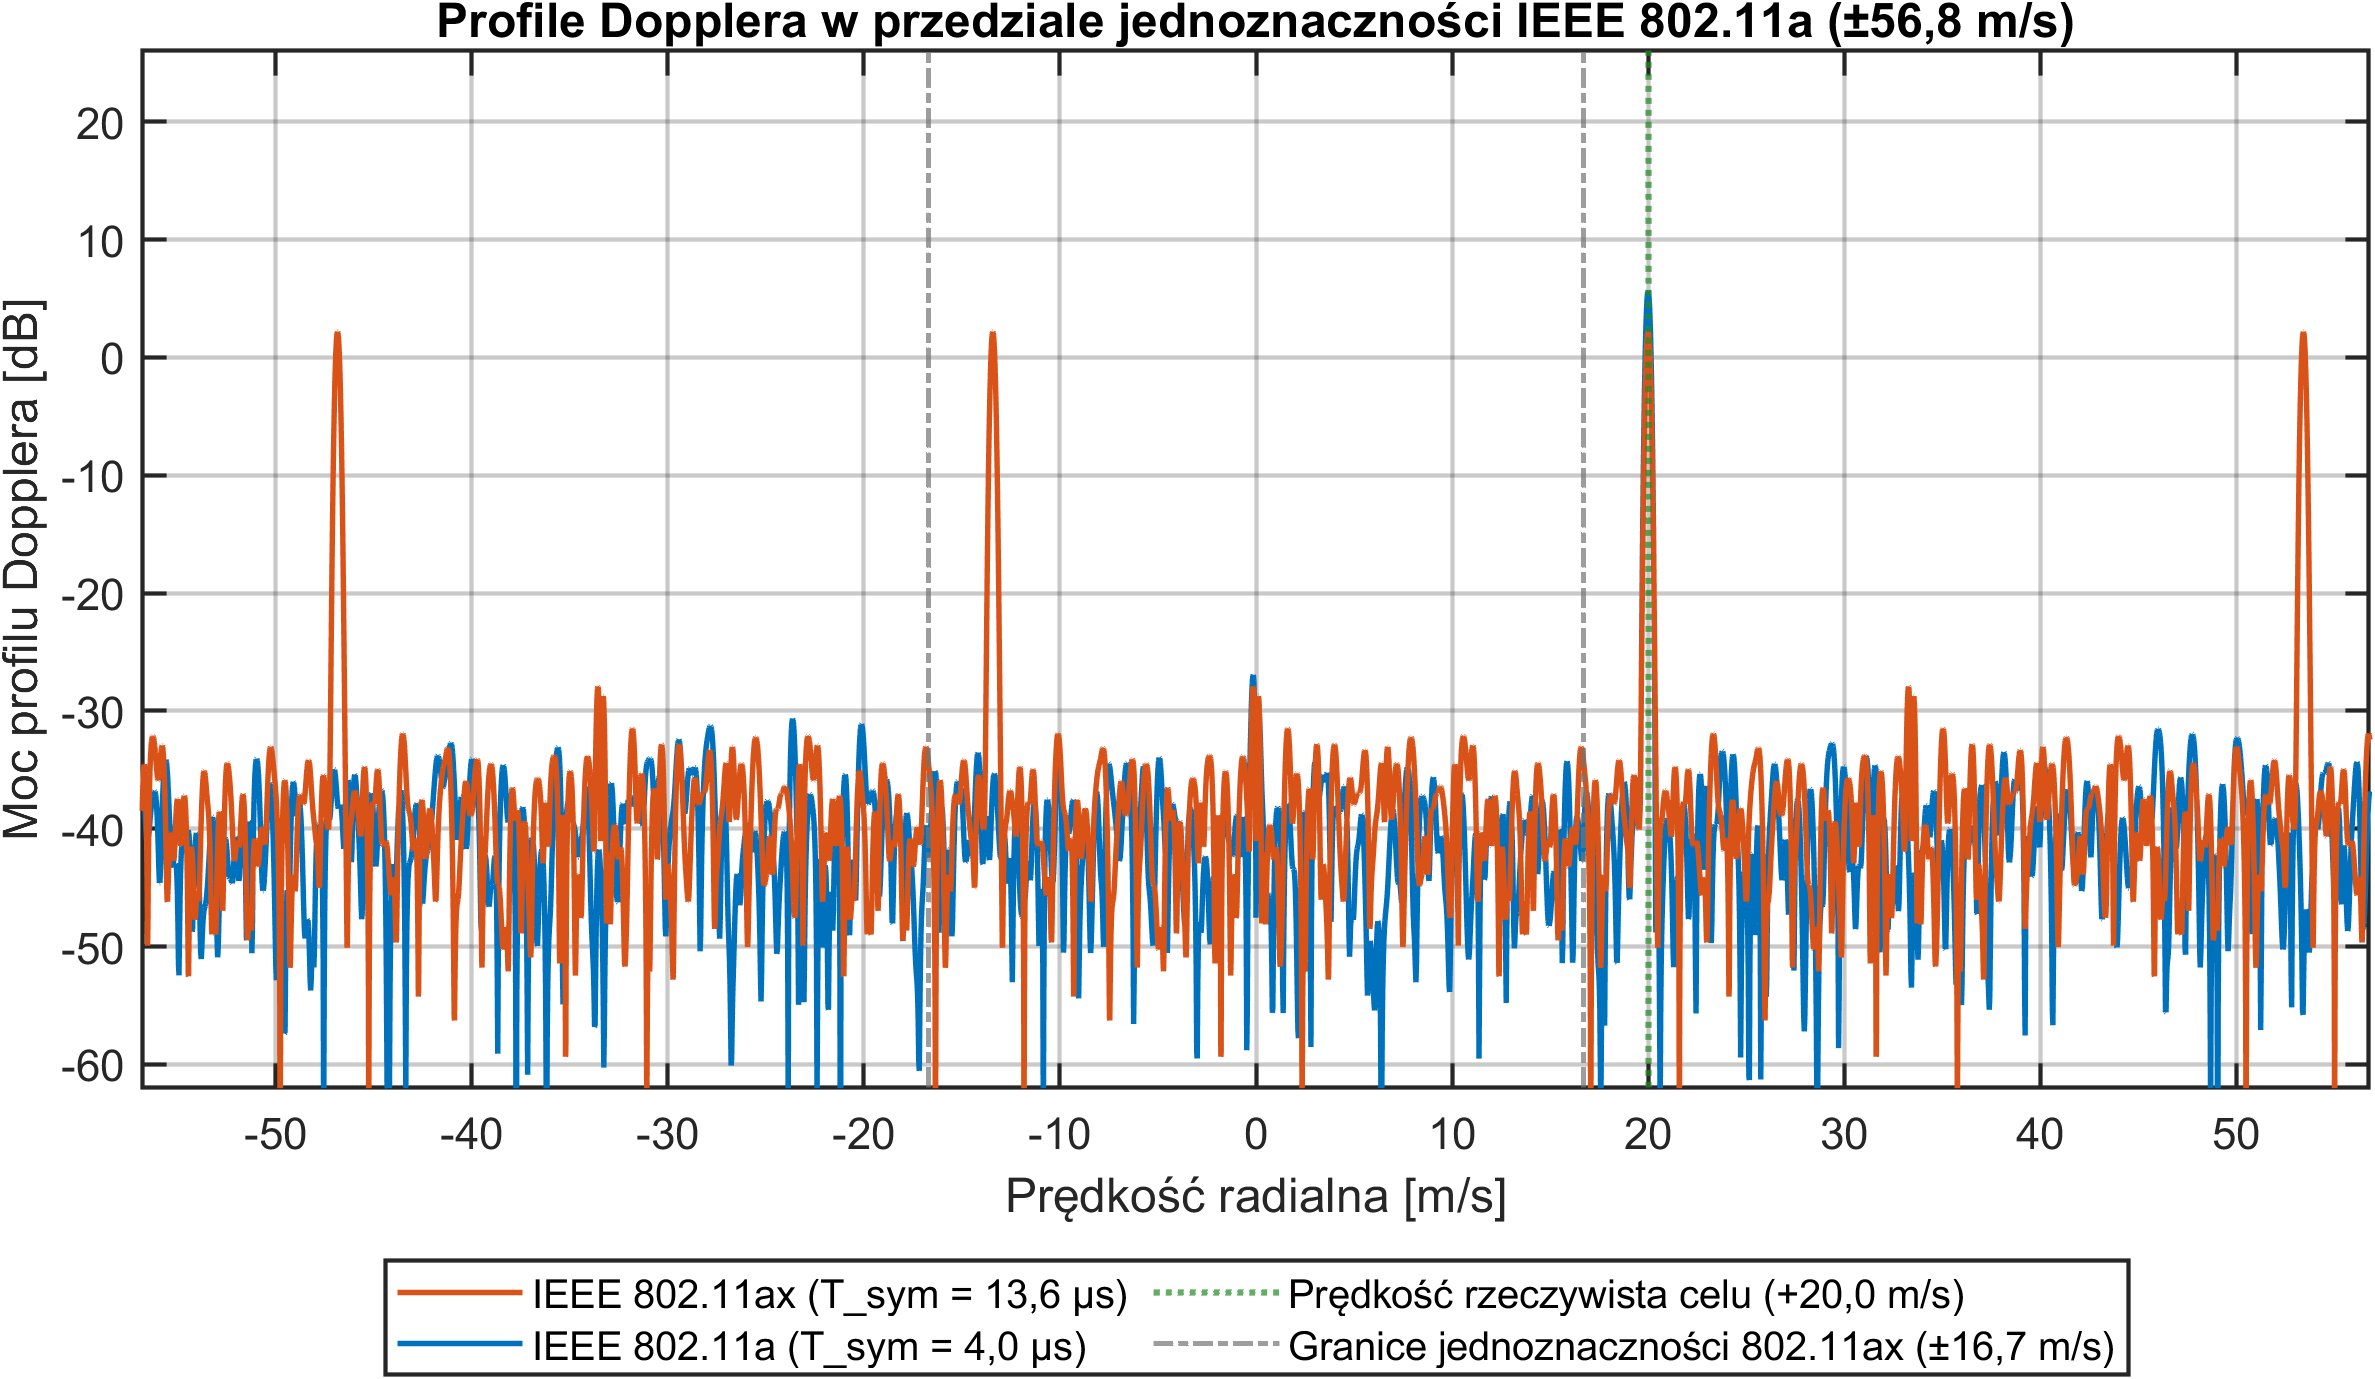 Profile Dopplera w przedziale jednoznaczności IEEE 802.11a (±56,8 m/s)
Moc profilu Dopplera [dB]
20
10
0
-10
-20
-30
-40
-50
-60
-50 -40 -30 -20 -10 0 10 20 30 40 50
Prędkość radialna [m/s]
IEEE 802.11ax (T_sym = 13,6 µs) Prędkość rzeczywista celu (+20,0 m/s)
IEEE 802.11a (T_sym = 4,0 µs) Granice jednoznaczności 802.11ax (±16,7 m/s)